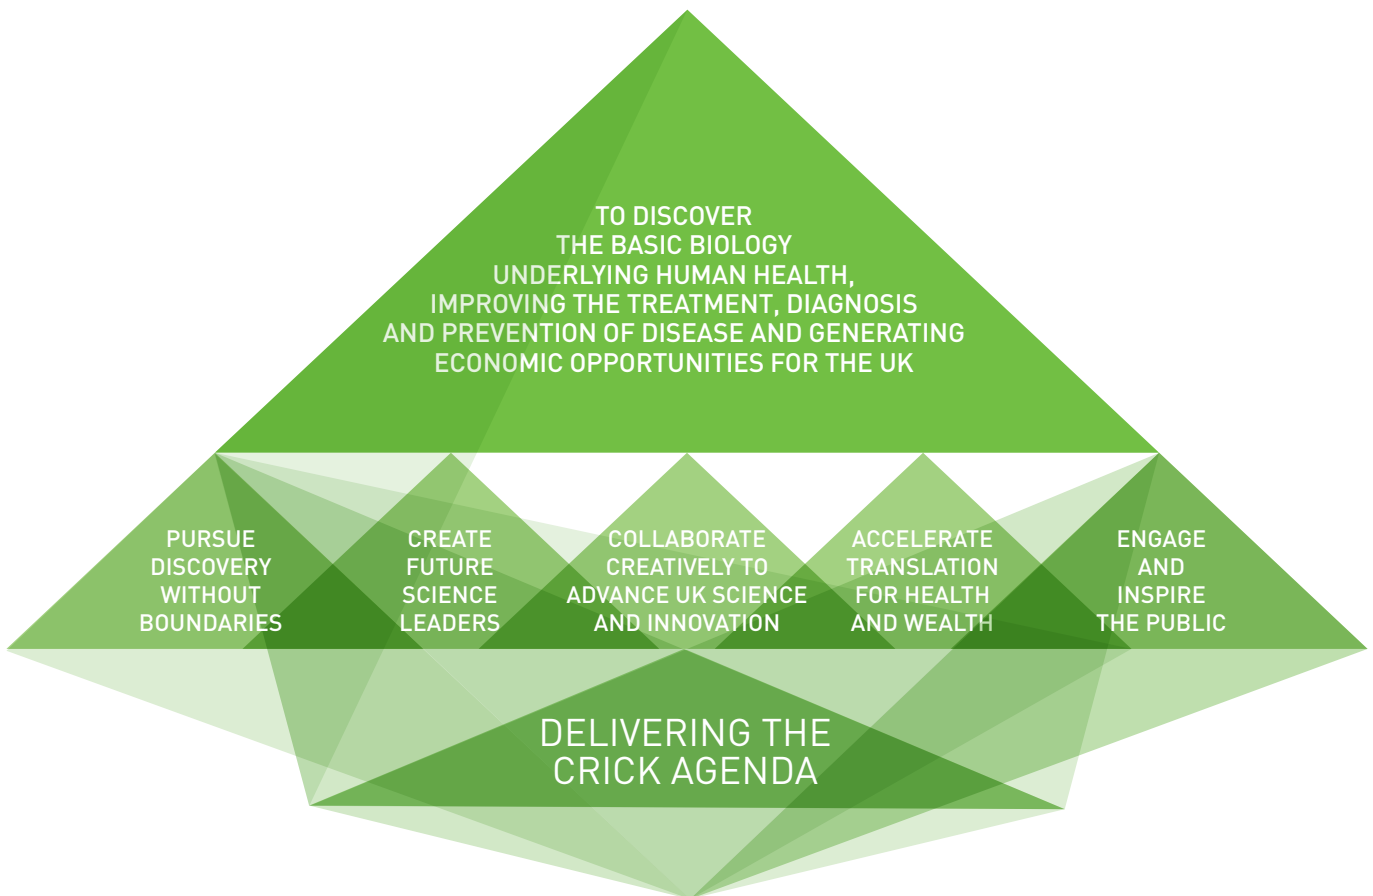 TO DISCOVER
THE BASIC BIOLOGY
UNDERLYING HUMAN HEALTH,
IMPROVING THE TREATMENT, DIAGNOSIS
AND PREVENTION OF DISEASE AND GENERATING
ECONOMIC OPPORTUNITIES FOR THE UK
PURSUE
DISCOVERY
WITHOUT
BOUNDARIES
CREATE
FUTURE
SCIENCE
LEADERS
COLLABORATE
CREATIVELY TO
ADVANCE UK SCIENCE
AND INNOVATION
ACCELERATE
TRANSLATION
FOR HEALTH
AND WEALTH
ENGAGE
AND
INSPIRE
THE PUBLIC
DELIVERING THE
CRICK AGENDA